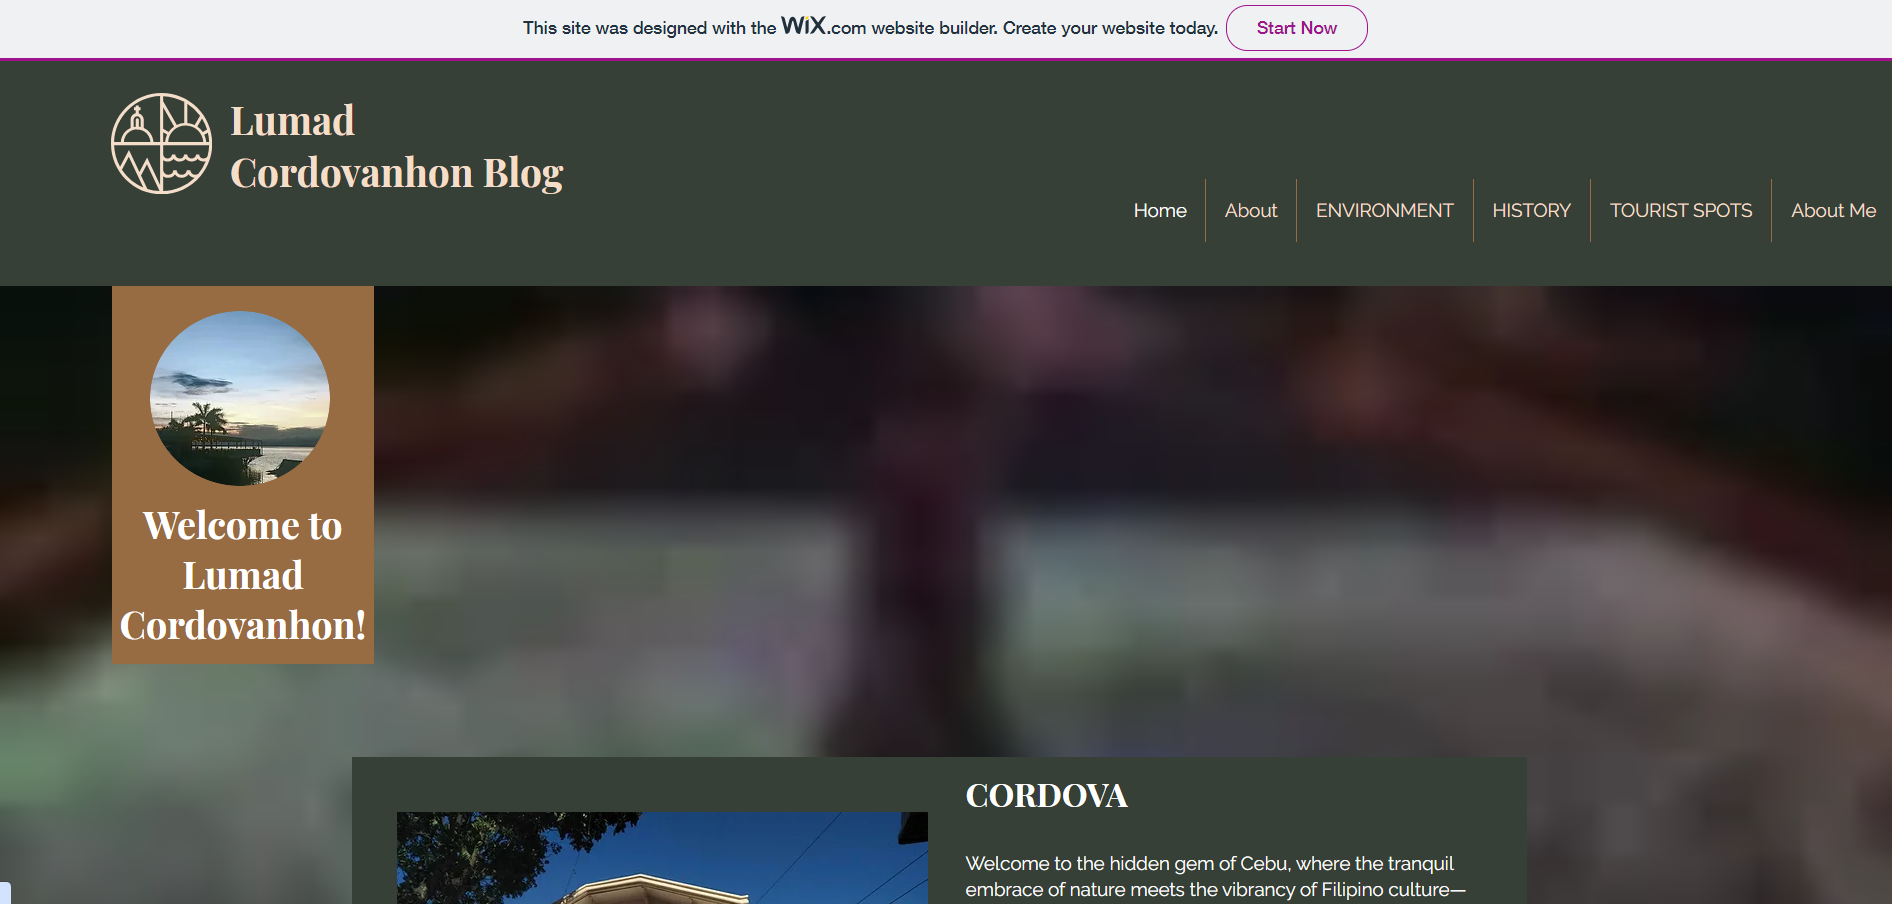 This site was designed with the WiX.com website builder. Create your website today.
Start Now
Lumad
Cordovanhon Blog
Home
About
ENVIRONMENT
HISTORY
TOURIST SPOTS
About Me
Welcome to
Lumad
Cordovanhon!
CORDOVA
Welcome to the hidden gem of Cebu, where the tranquil
embrace of nature meets the vibrancy of Filipino culture—